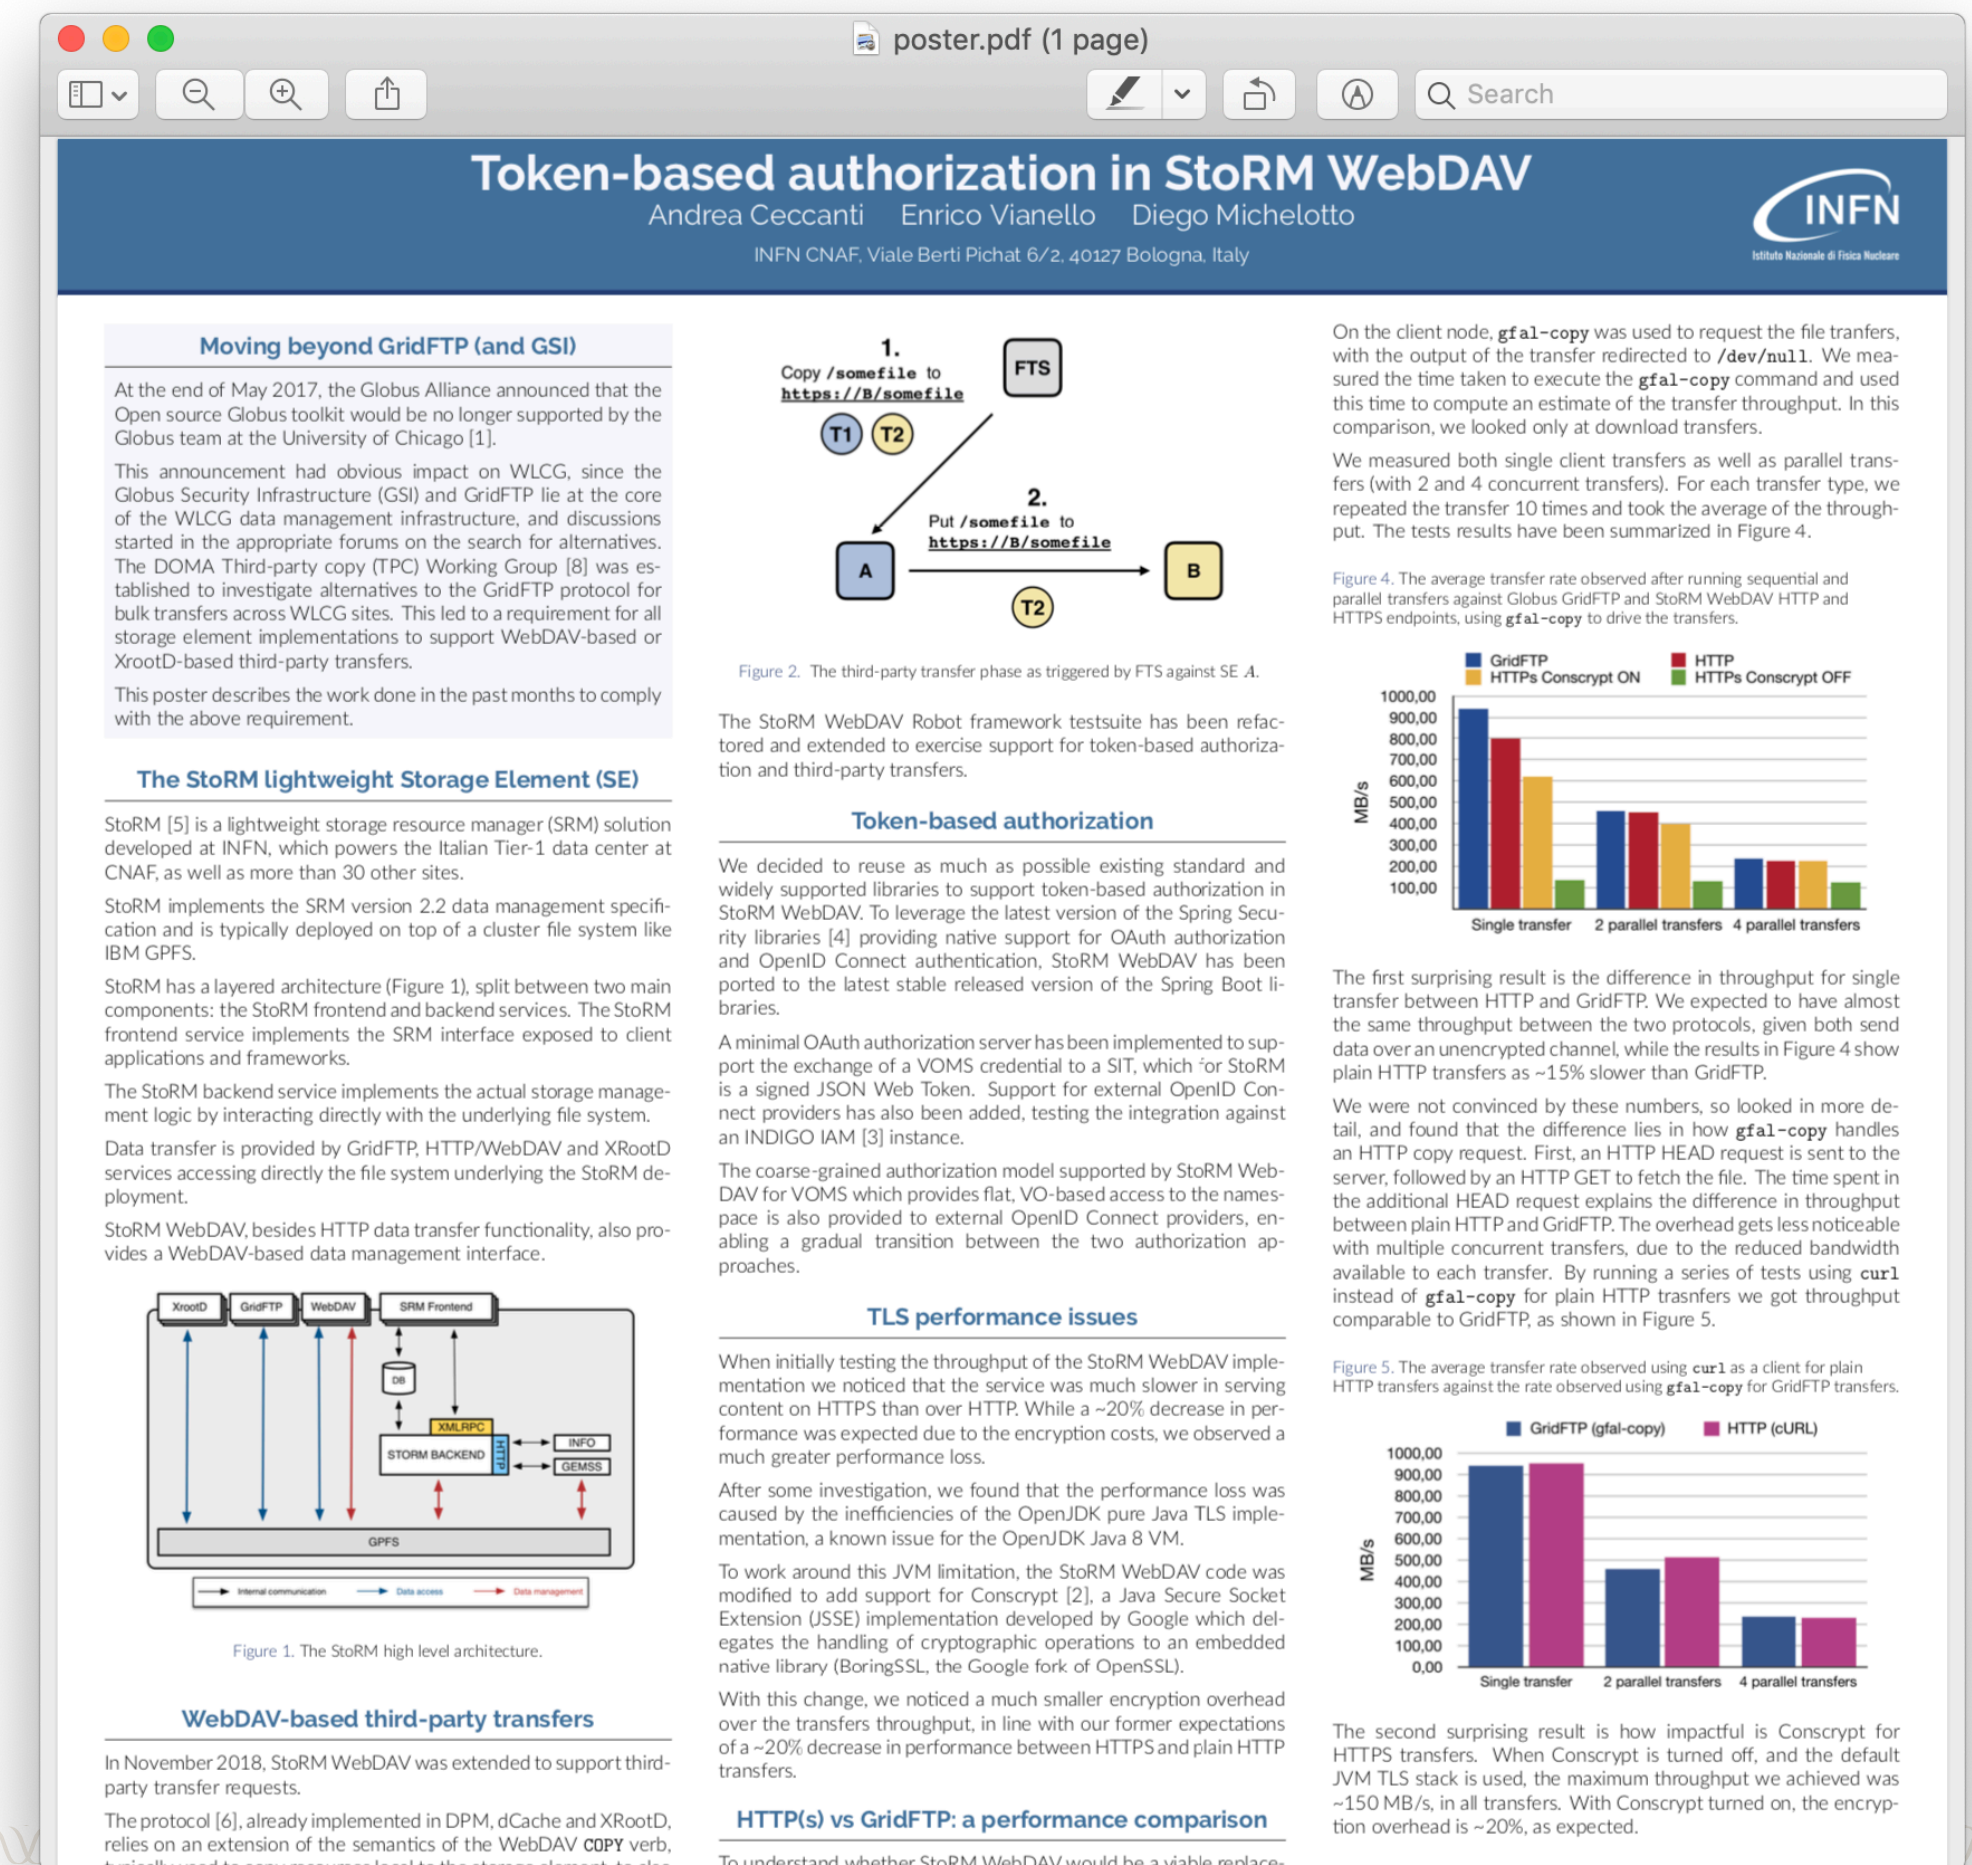 poster.pdf (1 page)
Search
Token-based authorization in StoRM WebDAV
Andrea Ceccanti Enrico Vianello Diego Michelotto
INFN CNAF, Viale Berti Pichat 6/2, 40127 Bologna, Italy
INFN
Istituto Nazionale di Fisica Nucleare
Moving beyond GridFTP (and GSI)
At the end of May 2017, the Globus Alliance announced that the
Open source Globus toolkit would be no longer supported by the
Globus team at the University of Chicago [1].
This announcement had obvious impact on WLCG, since the
Globus Security Infrastructure (GSI) and GridFTP lie at the core
of the WLCG data management infrastructure, and discussions
started in the appropriate forums on the search for alternatives.
The DOMA Third-party copy (TPC) Working Group [8] was es-
tablished to investigate alternatives to the GridFTP protocol for
bulk transfers across WLCG sites. This led to a requirement for all
storage element implementations to support WebDAV-based or
XrootD-based third-party transfers.
This poster describes the work done in the past months to comply
with the above requirement.
The StoRM lightweight Storage Element (SE)
StoRM [5] is a lightweight storage resource manager (SRM) solution
developed at INFN, which powers the Italian Tier-1 data center at
CNAF, as well as more than 30 other sites.
StoRM implements the SRM version 2.2 data management specifi-
cation and is typically deployed on top of a cluster file system like
IBM GPFS.
StoRM has a layered architecture (Figure 1), split between two main
components: the StoRM frontend and backend services. The StoRM
frontend service implements the SRM interface exposed to client
applications and frameworks.
The StoRM backend service implements the actual storage manage-
ment logic by interacting directly with the underlying file system.
Data transfer is provided by GridFTP, HTTP/WebDAV and XRootD
services accessing directly the file system underlying the StoRM de-
ployment.
StoRM WebDAV, besides HTTP data transfer functionality, also pro-
vides a WebDAV-based data management interface.
XrootD GridFTP WebDAV SRM Frontend
DB
XMLRPC
STORM BACKEND
HTTP
INFO
GEMSS
GPFS
Internal communication Data access Data management
Figure 1. The StoRM high level architecture.
WebDAV-based third-party transfers
In November 2018, StoRM WebDAV was extended to support third-
party transfer requests.
The protocol [6], already implemented in DPM, dCache and XRootD,
relies on an extension of the semantics of the WebDAV COPY verb,
1.
Copy /somefile to
https://B/somefile
T1 T2
FTS
2.
Put /somefile to
https://B/somefile
A
B
T2
Figure 2. The third-party transfer phase as triggered by FTS against SE A.
The StoRM WebDAV Robot framework testsuite has been refac-
tored and extended to exercise support for token-based authoriza-
tion and third-party transfers.
Token-based authorization
We decided to reuse as much as possible existing standard and
widely supported libraries to support token-based authorization in
StoRM WebDAV. To leverage the latest version of the Spring Secu-
rity libraries [4] providing native support for OAuth authorization
and OpenID Connect authentication, StoRM WebDAV has been
ported to the latest stable released version of the Spring Boot li-
braries.
A minimal OAuth authorization server has been implemented to sup-
port the exchange of a VOMS credential to a SIT, which for StoRM
is a signed JSON Web Token. Support for external OpenID Con-
nect providers has also been added, testing the integration against
an INDIGO IAM [3] instance.
The coarse-grained authorization model supported by StoRM Web-
DAV for VOMS which provides flat, VO-based access to the names-
pace is also provided to external OpenID Connect providers, en-
abling a gradual transition between the two authorization ap-
proaches.
TLS performance issues
When initially testing the throughput of the StoRM WebDAV imple-
mentation we noticed that the service was much slower in serving
content on HTTPS than over HTTP. While a ~20% decrease in per-
formance was expected due to the encryption costs, we observed a
much greater performance loss.
After some investigation, we found that the performance loss was
caused by the inefficiencies of the OpenJDK pure Java TLS imple-
mentation, a known issue for the OpenJDK Java 8 VM.
To work around this JVM limitation, the StoRM WebDAV code was
modified to add support for Conscrypt [2], a Java Secure Socket
Extension (JSSE) implementation developed by Google which del-
egates the handling of cryptographic operations to an embedded
native library (BoringSSL, the Google fork of OpenSSL).
With this change, we noticed a much smaller encryption overhead
over the transfers throughput, in line with our former expectations
of a ~20% decrease in performance between HTTPS and plain HTTP
transfers.
HTTP(s) vs GridFTP: a performance comparison
To understand whether StoRM WebDAV would be a viable replace-
On the client node, gfal-copy was used to request the file tranfers,
with the output of the transfer redirected to /dev/null. We mea-
sured the time taken to execute the gfal-copy command and used
this time to compute an estimate of the transfer throughput. In this
comparison, we looked only at download transfers.
We measured both single client transfers as well as parallel trans-
fers (with 2 and 4 concurrent transfers). For each transfer type, we
repeated the transfer 10 times and took the average of the through-
put. The tests results have been summarized in Figure 4.
Figure 4. The average transfer rate observed after running sequential and
parallel transfers against Globus GridFTP and StoRM WebDAV HTTP and
HTTPS endpoints, using gfal-copy to drive the transfers.
GridFTP HTTP
HTTPs Conscrypt ON HTTPs Conscrypt OFF
1000,00
900,00
800,00
700,00
600,00
500,00
400,00
300,00
200,00
100,00
MB/s
Single transfer 2 parallel transfers 4 parallel transfers
The first surprising result is the difference in throughput for single
transfer between HTTP and GridFTP. We expected to have almost
the same throughput between the two protocols, given both send
data over an unencrypted channel, while the results in Figure 4 show
plain HTTP transfers as ~15% slower than GridFTP.
We were not convinced by these numbers, so looked in more de-
tail, and found that the difference lies in how gfal-copy handles
an HTTP copy request. First, an HTTP HEAD request is sent to the
server, followed by an HTTP GET to fetch the file. The time spent in
the additional HEAD request explains the difference in throughput
between plain HTTP and GridFTP. The overhead gets less noticeable
with multiple concurrent transfers, due to the reduced bandwidth
available to each transfer. By running a series of tests using curl
instead of gfal-copy for plain HTTP trasnfers we got throughput
comparable to GridFTP, as shown in Figure 5.
Figure 5. The average transfer rate observed using curl as a client for plain
HTTP transfers against the rate observed using gfal-copy for GridFTP transfers.
GridFTP (gfal-copy) HTTP (cURL)
1000,00
900,00
800,00
700,00
600,00
500,00
400,00
300,00
200,00
100,00
0,00
MB/s
Single transfer 2 parallel transfers 4 parallel transfers
The second surprising result is how impactful is Conscrypt for
HTTPS transfers. When Conscrypt is turned off, and the default
JVM TLS stack is used, the maximum throughput we achieved was
~150 MB/s, in all transfers. With Conscrypt turned on, the encryp-
tion overhead is ~20%, as expected.